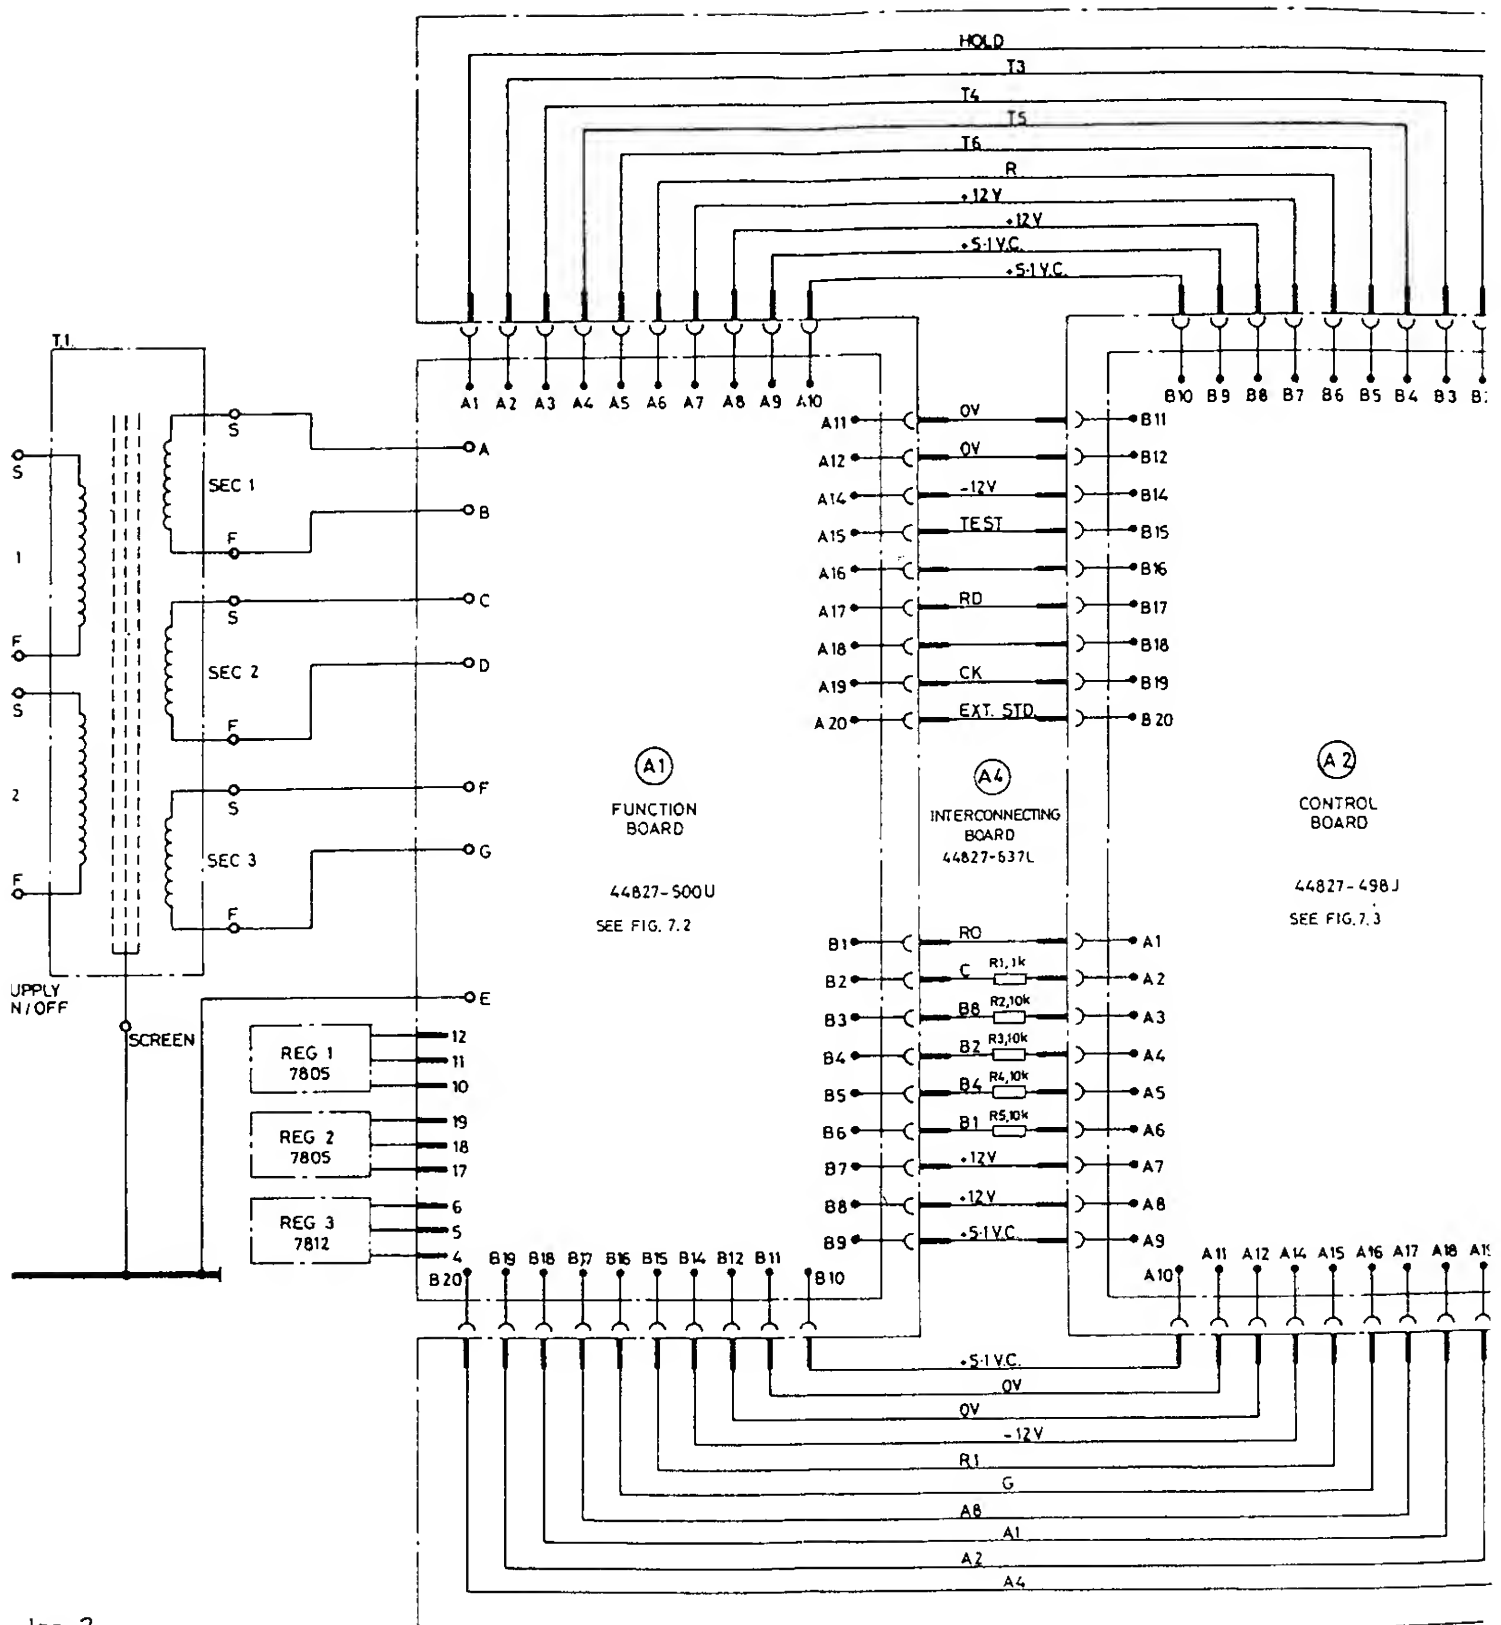 HOLD
T3
T4
T5
T6
R
+12V
+12V
+5·1V.C.
+5·1V.C.
T.1.
A1 A2 A3 A4 A5 A6 A7 A8 A9 A10
B10 B9 B8 B7 B6 B5 B4 B3
A11 0V B11
A12 0V B12
A14 -12V B14
A15 TEST B15
A16 B16
A17 RD B17
A18 B18
A19 CK B19
A20 EXT. STD. B20
S
F
S
F
1
2
S
SEC 1
F
S
SEC 2
F
S
SEC 3
F
A
B
C
D
F
G
E
A1
FUNCTION
BOARD
44827-500U
SEE FIG. 7.2
A4
INTERCONNECTING
BOARD
44827-637L
A2
CONTROL
BOARD
44827-498J
SEE FIG. 7.3
UPPLY
N/OFF
SCREEN
REG 1
7805
12
11
10
REG 2
7805
19
18
17
REG 3
7812
6
5
4
B1 RO A1
B2 C R1,1k A2
B3 B8 R2,10k A3
B4 B2 R3,10k A4
B5 B4 R4,10k A5
B6 B1 R5,10k A6
B7 +12V A7
B8 +12V A8
B9 +5·1V.C. A9
B20 B19 B18 B17 B16 B15 B14 B12 B11 B10
A10 A11 A12 A14 A15 A16 A17 A18
+5·1V.C.
0V
0V
-12V
R1
G
A8
A1
A2
A4